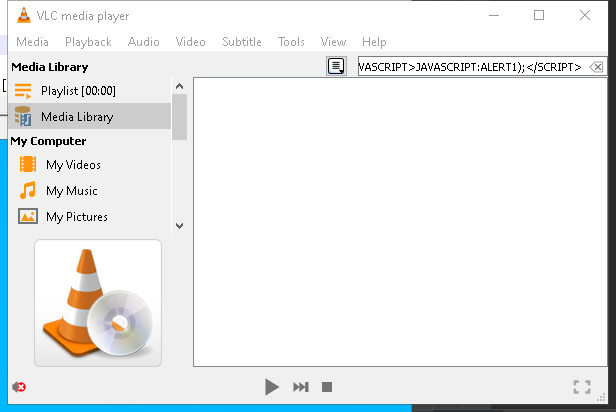 VLC media player
Media Playback Audio Video Subtitle Tools View Help
Media Library
VASCRIPT>JAVASCRIPT:ALERT1);</SCRIPT>
Playlist [00:00]
Media Library
My Computer
My Videos
My Music
My Pictures